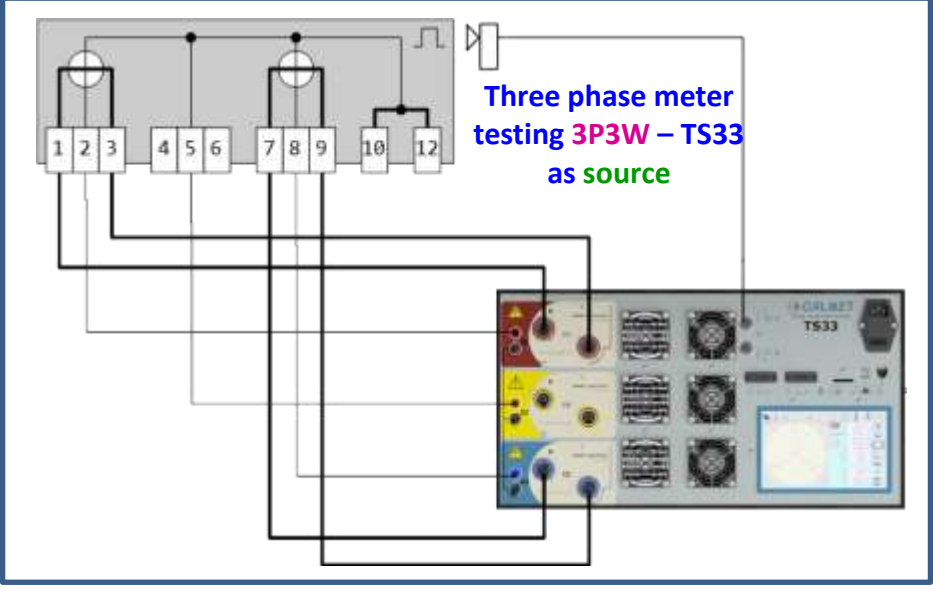 Three phase meter
testing 3P3W – TS33
as source
1 2 3 4 5 6 7 8 9 10 12
CALMET
TS33